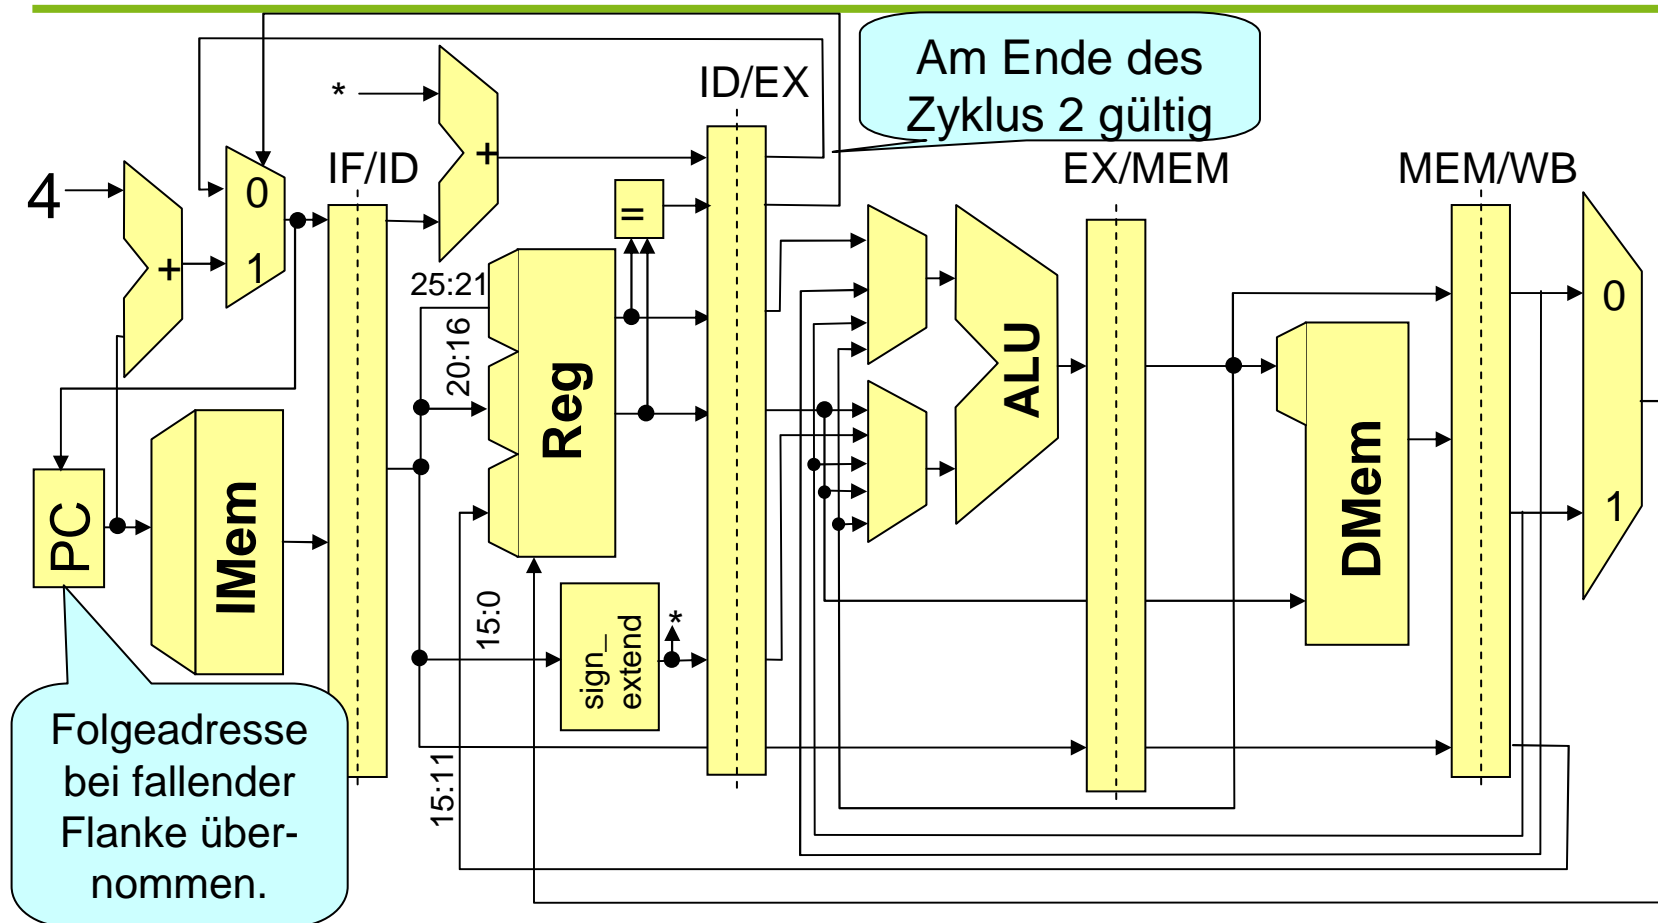 Am Ende des
Zyklus 2 gültig
ID/EX
*
+
IF/ID
EX/MEM
MEM/WB
4
0
=
+
1
25:21
20:16
0
Reg
ALU
PC
IMem
DMem
1
15:0
sign_
extend
*
15:11
Folgeadresse
bei fallender
Flanke über-
nommen.